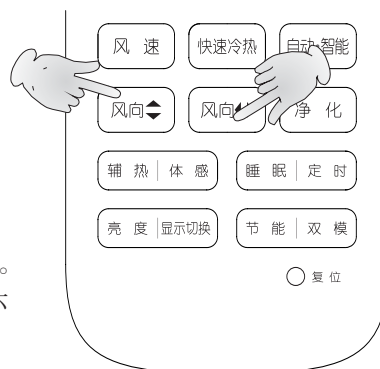 风 速 快速冷热 自动·智能
风向 风向 净 化
辅 热 体 感 睡 眠 定 时
亮 度 显示切换 节 能 双 模
复 位
。